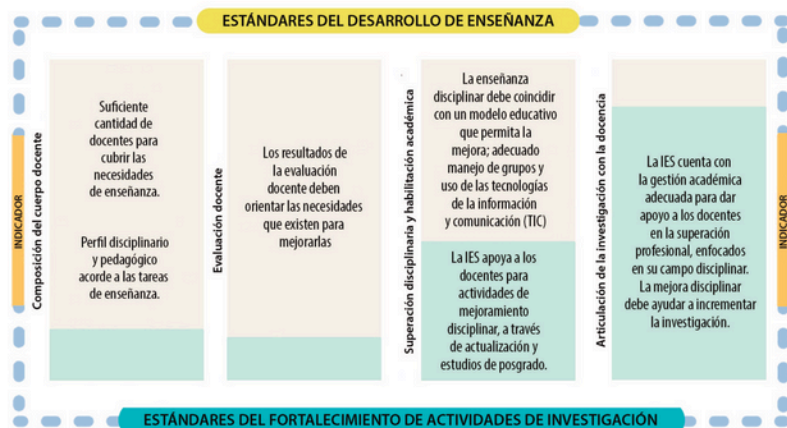 ESTÁNDARES DEL DESARROLLO DE ENSEÑANZA
INDICADOR
Composición del cuerpo docente
Suficiente
cantidad de
docentes para
cubrir las
necesidades
de enseñanza.
Perfil disciplinario
y pedagógico
acorde a las tareas
de enseñanza.
Evaluación docente
Los resultados de
la evaluación
docente deben
orientar las necesidades
que existen para
mejorarlas
Superación disciplinaria y habilitación académica
La enseñanza
disciplinar debe coincidir
con un modelo educativo
que permita la
mejora; adecuado
manejo de grupos y
uso de las tecnologías
de la información
y comunicación (TIC)
La IES apoya a los
docentes para
actividades de
mejoramiento
disciplinar, a través
de actualización y
estudios de posgrado.
Articulación de la investigación con la docencia
La IES cuenta con
la gestión académica
adecuada para dar
apoyo a los docentes
en la superación
profesional, enfocados
en su campo disciplinar.
La mejora disciplinar
debe ayudar a incrementar
la investigación.
INDICADOR
ESTÁNDARES DEL FORTALECIMIENTO DE ACTIVIDADES DE INVESTIGACIÓN